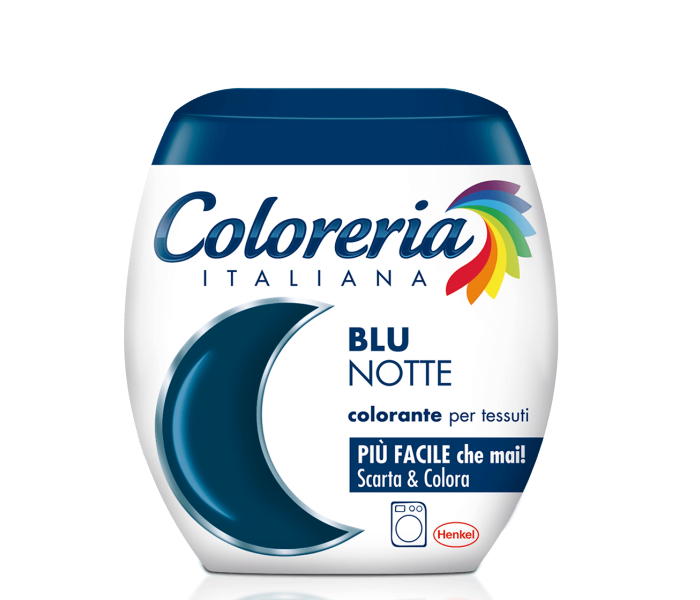 Coloreria
ITALIANA
BLU
NOTTE
colorante per tessuti
PIÙ FACILE che mai!
Scarta & Colora
Henkel